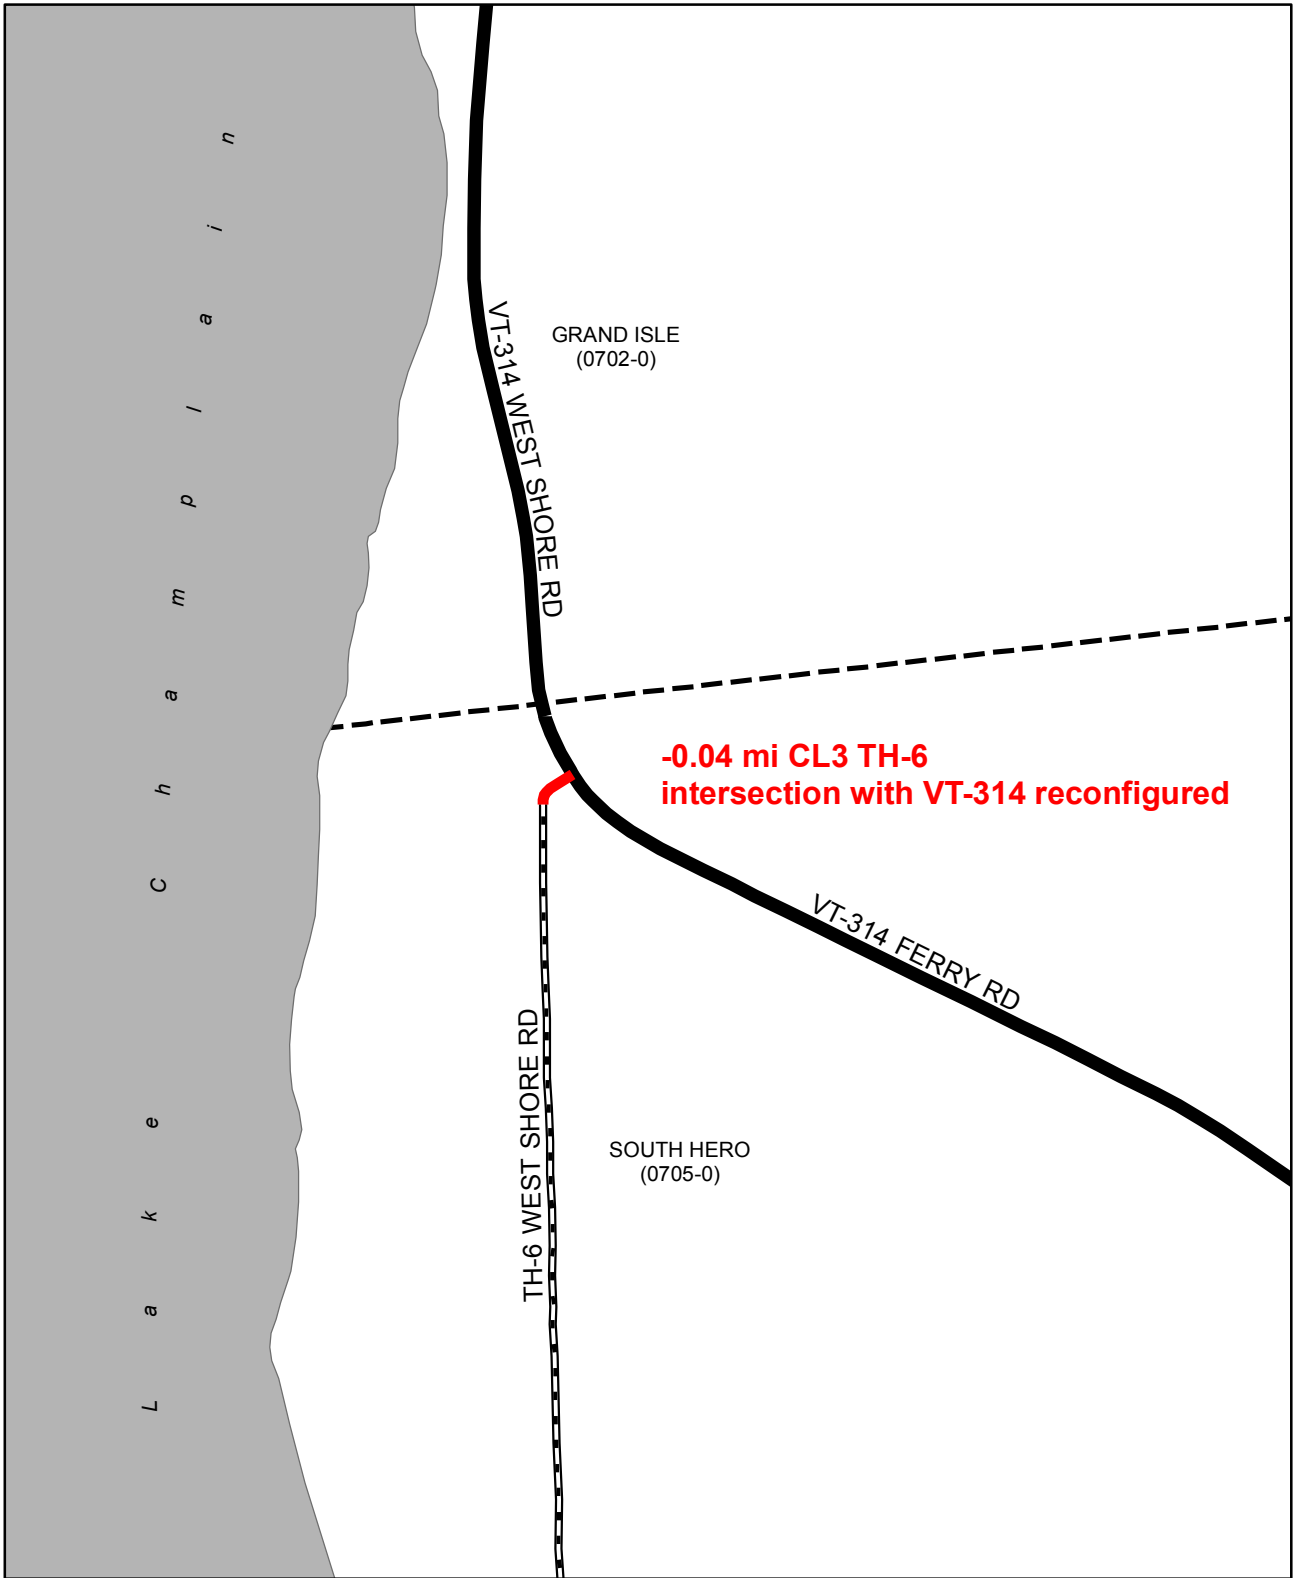 Lake Champlain
VT-314 WEST SHORE RD
GRAND ISLE
(0702-0)
-0.04 mi CL3 TH-6
intersection with VT-314 reconfigured
VT-314 FERRY RD
TH-6 WEST SHORE RD
SOUTH HERO
(0705-0)